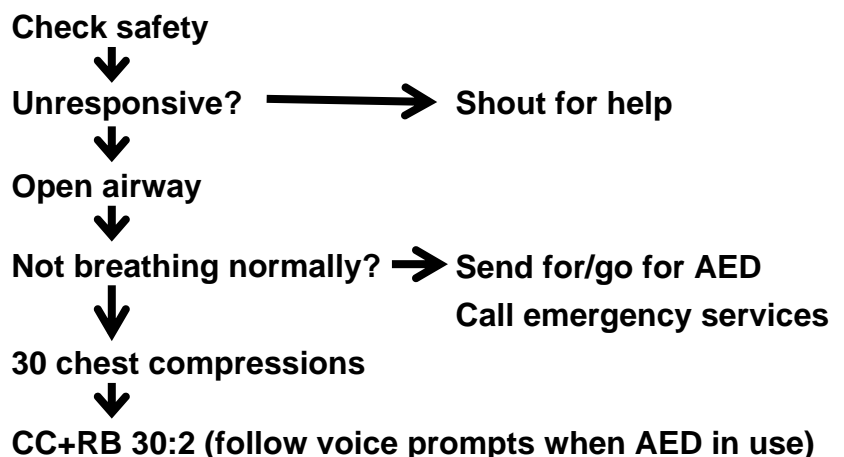 Check safety
Unresponsive? Shout for help
Open airway
Not breathing normally? Send for/go for AED
Call emergency services
30 chest compressions
CC+RB 30:2 (follow voice prompts when AED in use)